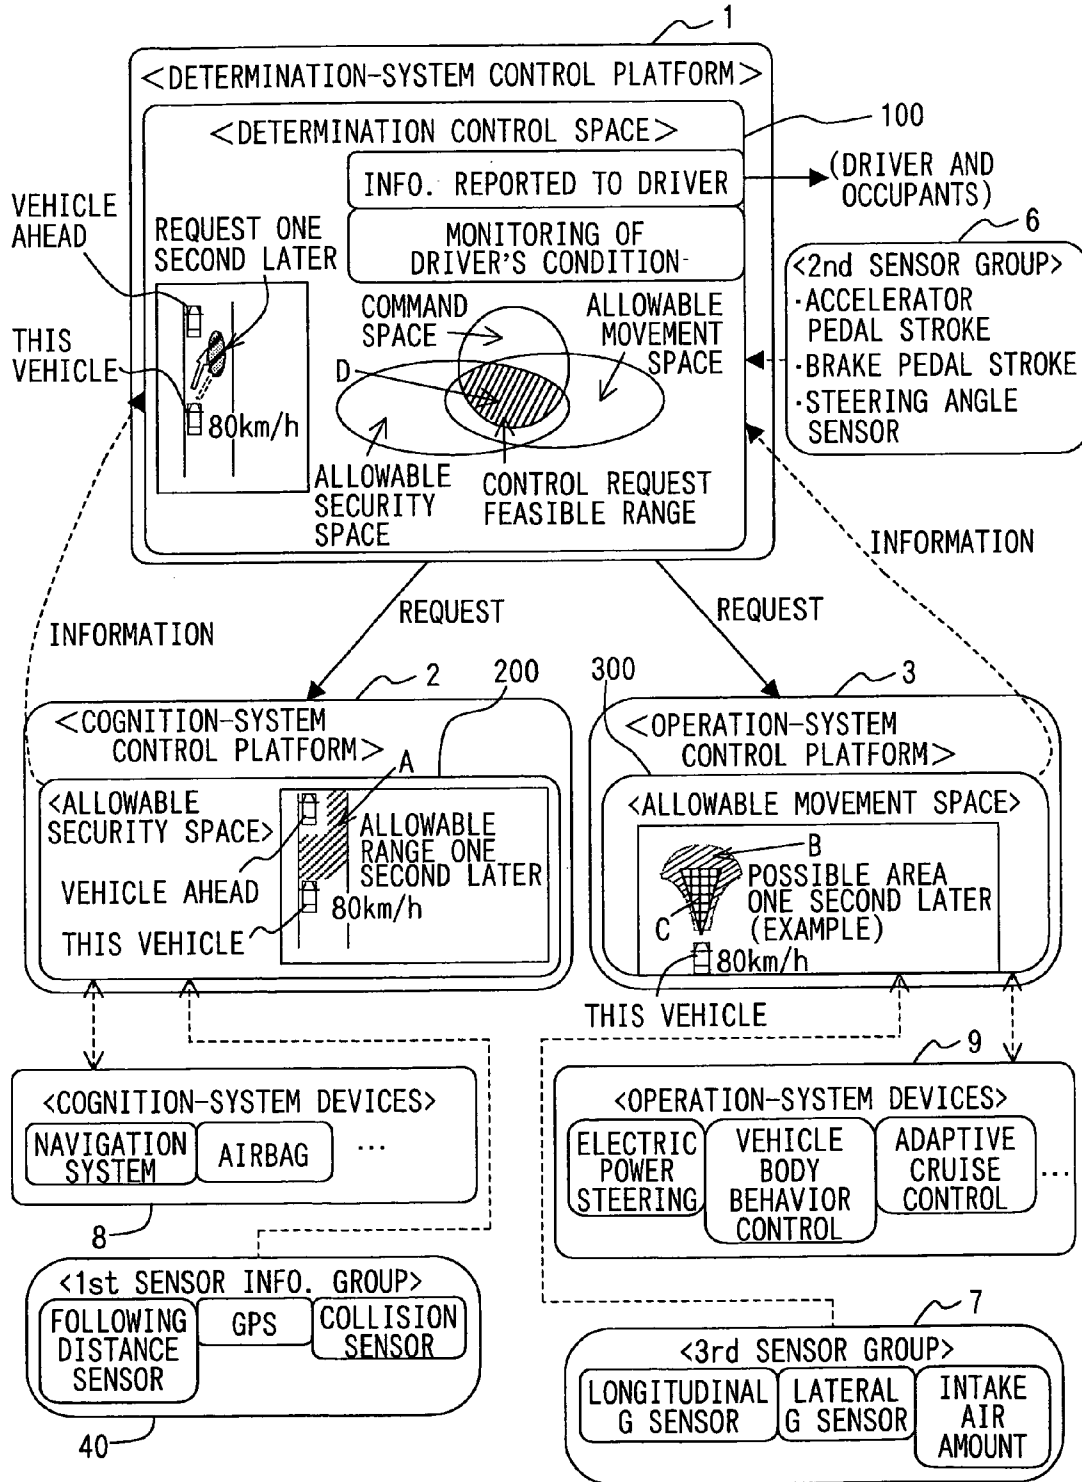 1
<DETERMINATION-SYSTEM CONTROL PLATFORM>
<DETERMINATION CONTROL SPACE>
100
INFO. REPORTED TO DRIVER
(DRIVER AND
OCCUPANTS)
VEHICLE
AHEAD
REQUEST ONE
SECOND LATER
MONITORING OF
DRIVER'S CONDITION
6
<2nd SENSOR GROUP>
·ACCELERATOR
PEDAL STROKE
·BRAKE PEDAL STROKE
·STEERING ANGLE
SENSOR
THIS
VEHICLE
80km/h
COMMAND
SPACE
ALLOWABLE
MOVEMENT
SPACE
D
ALLOWABLE
SECURITY
SPACE
CONTROL REQUEST
FEASIBLE RANGE
INFORMATION
REQUEST
REQUEST
INFORMATION
2
200
<COGNITION-SYSTEM
CONTROL PLATFORM>
A
<ALLOWABLE
SECURITY SPACE>
ALLOWABLE
RANGE ONE
SECOND LATER
VEHICLE AHEAD
80km/h
THIS VEHICLE
300
3
<OPERATION-SYSTEM
CONTROL PLATFORM>
<ALLOWABLE MOVEMENT SPACE>
B
POSSIBLE AREA
ONE SECOND LATER
(EXAMPLE)
C
80km/h
THIS VEHICLE
<COGNITION-SYSTEM DEVICES>
NAVIGATION
SYSTEM
AIRBAG
...
8
9
<OPERATION-SYSTEM DEVICES>
ELECTRIC
POWER
STEERING
VEHICLE
BODY
BEHAVIOR
CONTROL
ADAPTIVE
CRUISE
CONTROL
...
<1st SENSOR INFO. GROUP>
FOLLOWING
DISTANCE
SENSOR
GPS
COLLISION
SENSOR
40
7
<3rd SENSOR GROUP>
LONGITUDINAL
G SENSOR
LATERAL
G SENSOR
INTAKE
AIR
AMOUNT